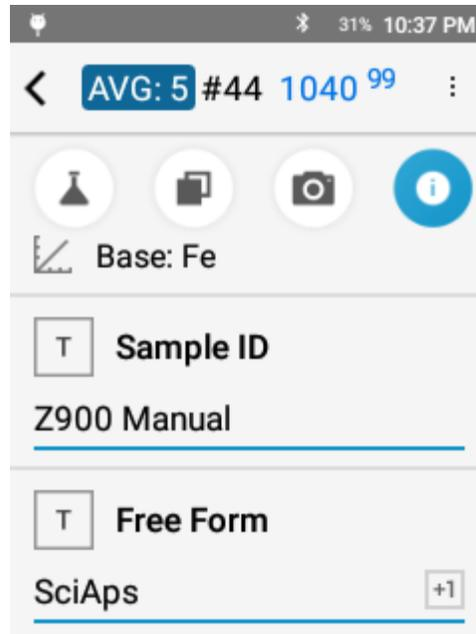 31% 10:37 PM
AVG: 5 #44 1040 99
Base: Fe
T Sample ID
Z900 Manual
T Free Form
SciAps +1